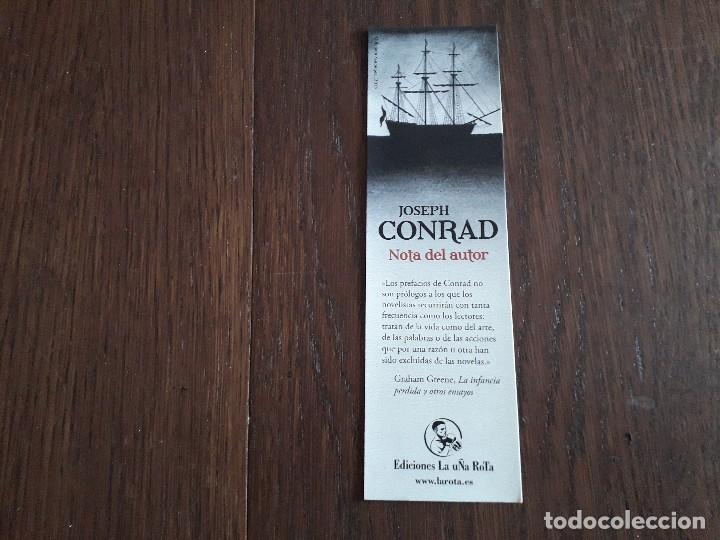 JOSEPH
CONRAD
Nota del autor
«Los prefacios de Conrad no
son prólogos a los que los
novelistas recurrirán con tanta
frecuencia como los lectores:
tratan de la vida como del arte,
de las palabras o de las acciones
que por una razón u otra han
sido excluidas de las novelas.»
Graham Greene, La infancia
perdida y otros ensayos
Ediciones La uÑa RoTa
www.larota.es
todocoleccion